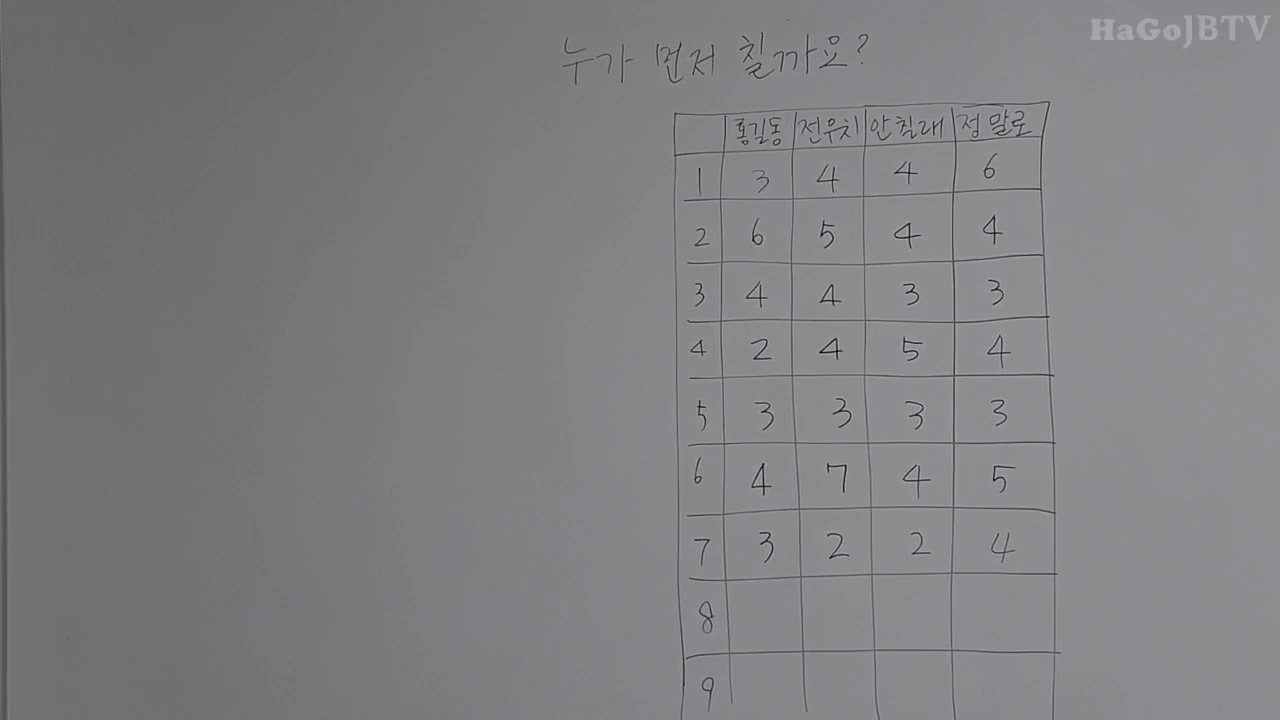 HaGoJBTV
누가 먼저 칠까요?
홍길동 전우치 안칠래 정말로
1 3 4 4 6
2 6 5 4 4
3 4 4 3 3
4 2 4 5 4
5 3 3 3 3
6 4 7 4 5
7 3 2 2 4
8
9